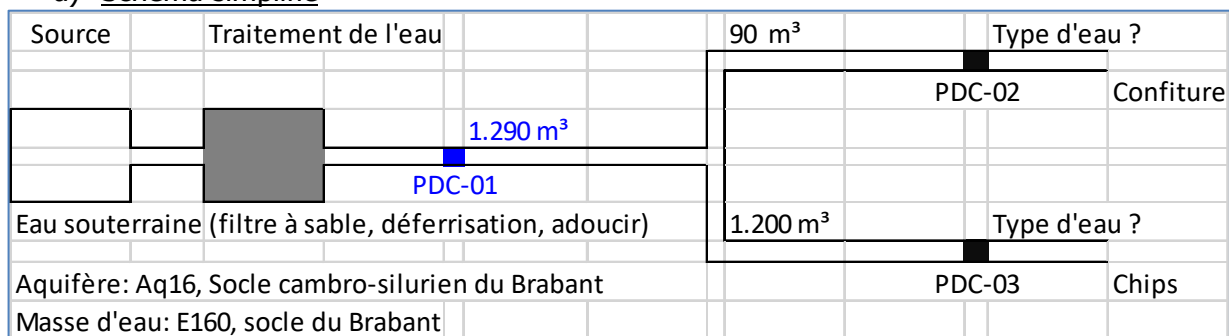 a) Schéma simplifié
Source Traitement de l'eau 90 m³ Type d'eau ?
PDC-02 Confiture
1.290 m³
PDC-01
Eau souterraine (filtre à sable, déferrisation, adoucir) 1.200 m³ Type d'eau ?
Aquifère: Aq16, Socle cambro-silurien du Brabant PDC-03 Chips
Masse d'eau: E160, socle du Brabant